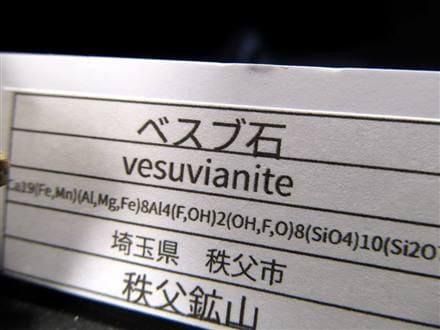 ベスブ石
vesuvianite
Ca19(Fe,Mn)(Al,Mg,Fe)8Al4(F,OH)2(OH,F,O)8(SiO4)10(Si2O
埼玉県 秩父市
秩父鉱山